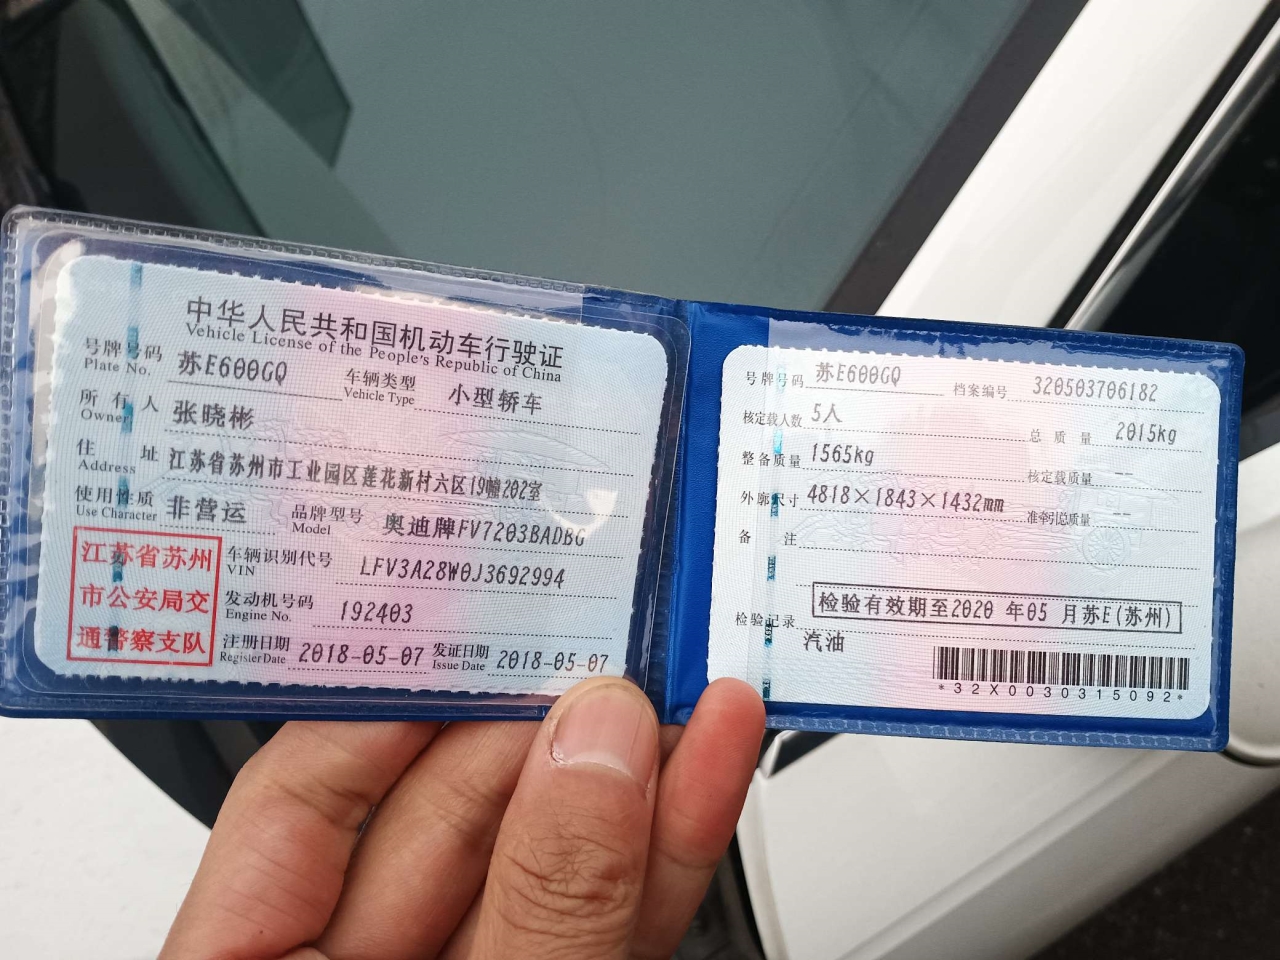 中华人民共和国机动车行驶证
Vehicle License of the People's Republic of China
号牌号码 苏E600GQ 车辆类型 小型轿车
Plate No. Vehicle Type
所有人 张晓彬
Owner
住址 江苏省苏州市工业园区莲花新村六区19幢202室
Address
使用性质 非营运 品牌型号 奥迪牌FV7203BADBG
Use Character Model
江苏省苏州
市公安局交
通警察支队
车辆识别代号 LFV3A28W0J3692994
VIN
发动机号码 192403
Engine No.
注册日期 2018-05-07 发证日期 2018-05-07
Register Date Issue Date
号牌号码 苏E600GQ 档案编号 320503706182
核定载人数 5人 总质量 2015kg
整备质量 1565kg 核定载质量 --
外廓尺寸 4818×1843×1432mm 准牵引总质量 --
备注
检验有效期至2020 年05 月苏E(苏州)
检验记录
汽油
*32X0030315092*